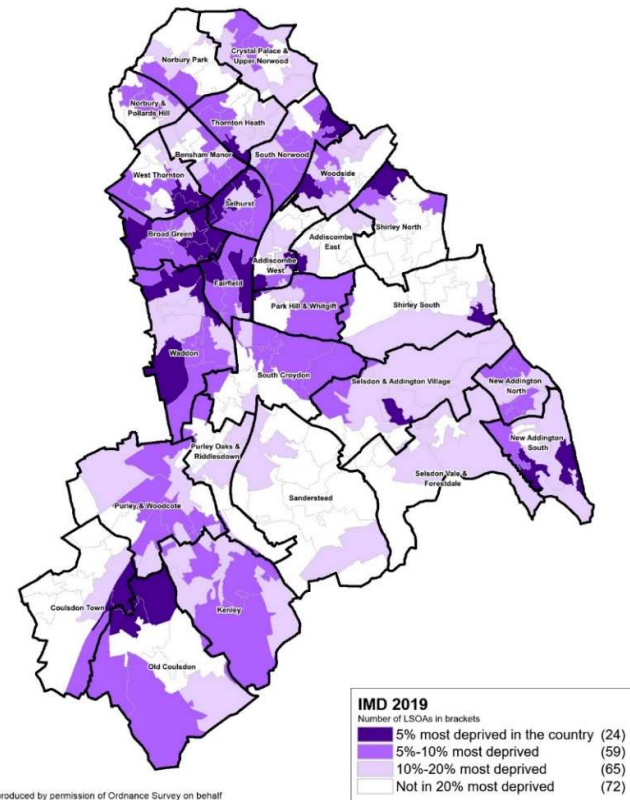 Norbury Park
Crystal Palace &
Upper Norwood
Norbury &
Pollards Hill
Thornton Heath
Bensham Manor
South Norwood
West Thornton
Woodside
Selhurst
Broad Green
Shirley North
Addiscombe
East
Addiscombe
West
Fairfield
Park Hill & Whitgift
Shirley South
Waddon
South Croydon
Selsdon & Addington Village
New Addington
North
New Addington
South
Purley Oaks &
Riddlesdown
Selsdon Vale &
Forestdale
Sanderstead
Purley & Woodcote
Coulsdon Town
Kenley
Old Coulsdon
IMD 2019
Number of LSOAs in brackets
5% most deprived in the country (24)
5%-10% most deprived (59)
10%-20% most deprived (65)
Not in 20% most deprived (72)
roduced by permission of Ordnance Survey on behalf